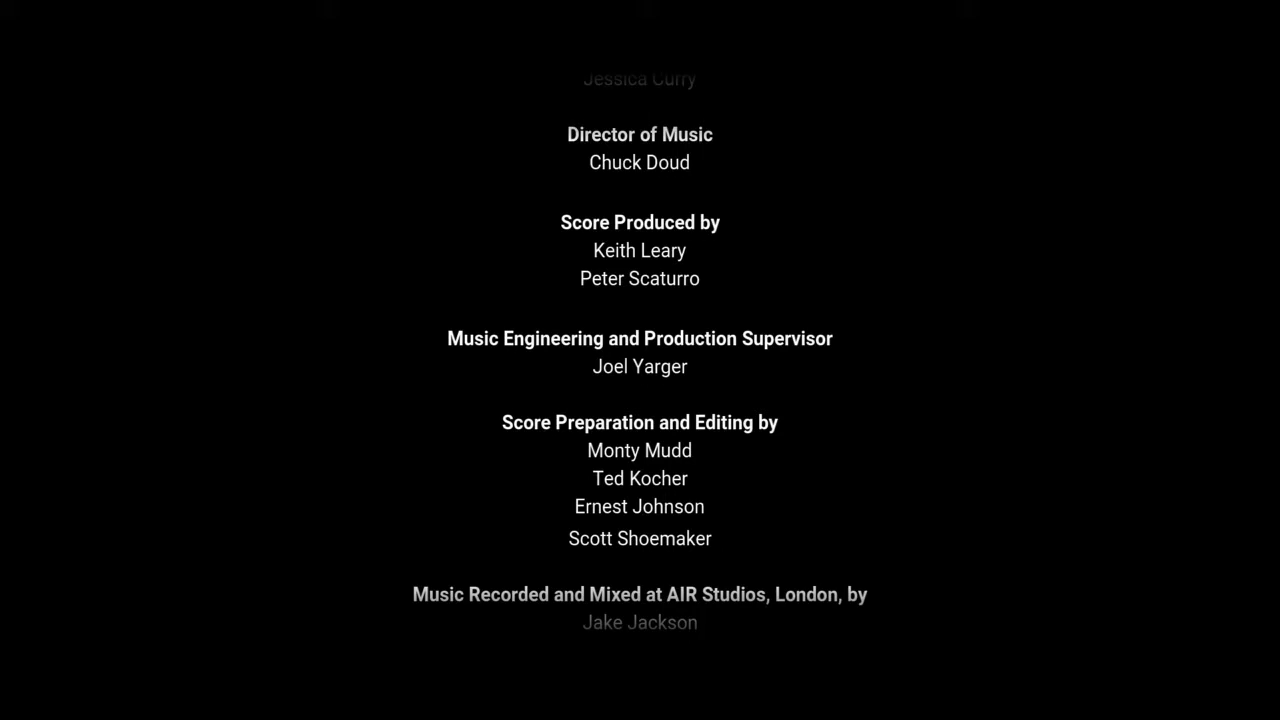 Jessica Curry
Director of Music
Chuck Doud
Score Produced by
Keith Leary
Peter Scaturro
Music Engineering and Production Supervisor
Joel Yarger
Score Preparation and Editing by
Monty Mudd
Ted Kocher
Ernest Johnson
Scott Shoemaker
Music Recorded and Mixed at AIR Studios, London, by
Jake Jackson